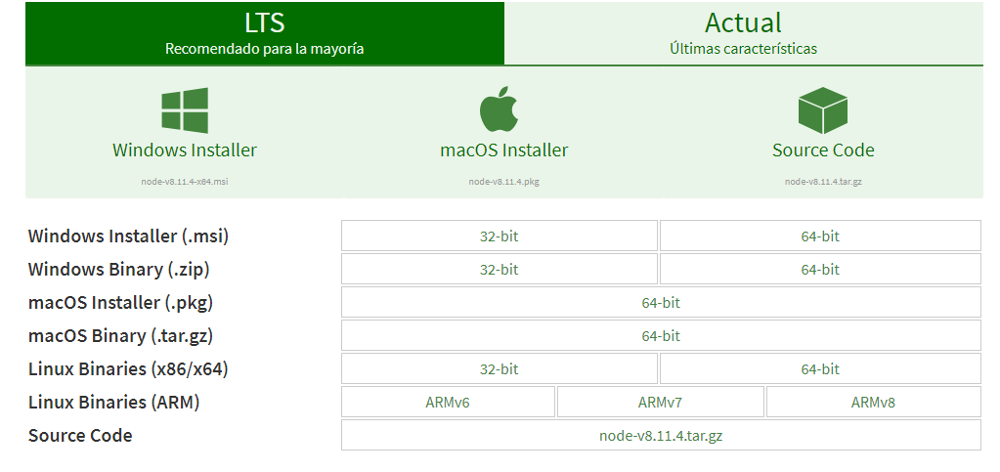 LTS
Recomendado para la mayoría
Actual
Últimas características
Windows Installer
node-v8.11.4-x64.msi
macOS Installer
node-v8.11.4.pkg
Source Code
node-v8.11.4.tar.gz
Windows Installer (.msi) 32-bit 64-bit
Windows Binary (.zip) 32-bit 64-bit
macOS Installer (.pkg) 64-bit
macOS Binary (.tar.gz) 64-bit
Linux Binaries (x86/x64) 32-bit 64-bit
Linux Binaries (ARM) ARMv6 ARMv7 ARMv8
Source Code node-v8.11.4.tar.gz